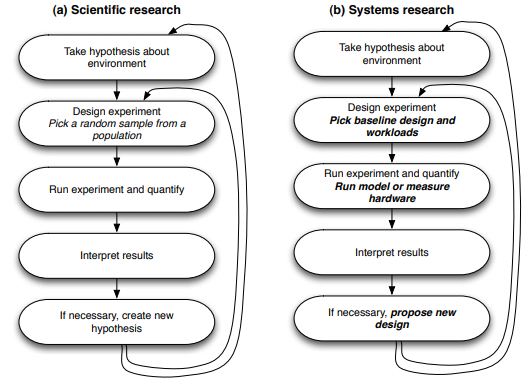 (a) Scientific research
Take hypothesis about
environment
Design experiment
Pick a random sample from a
population
Run experiment and quantify
Interpret results
If necessary, create new
hypothesis
(b) Systems research
Take hypothesis about
environment
Design experiment
Pick baseline design and
workloads
Run experiment and quantify
Run model or measure
hardware
Interpret results
If necessary, propose new
design